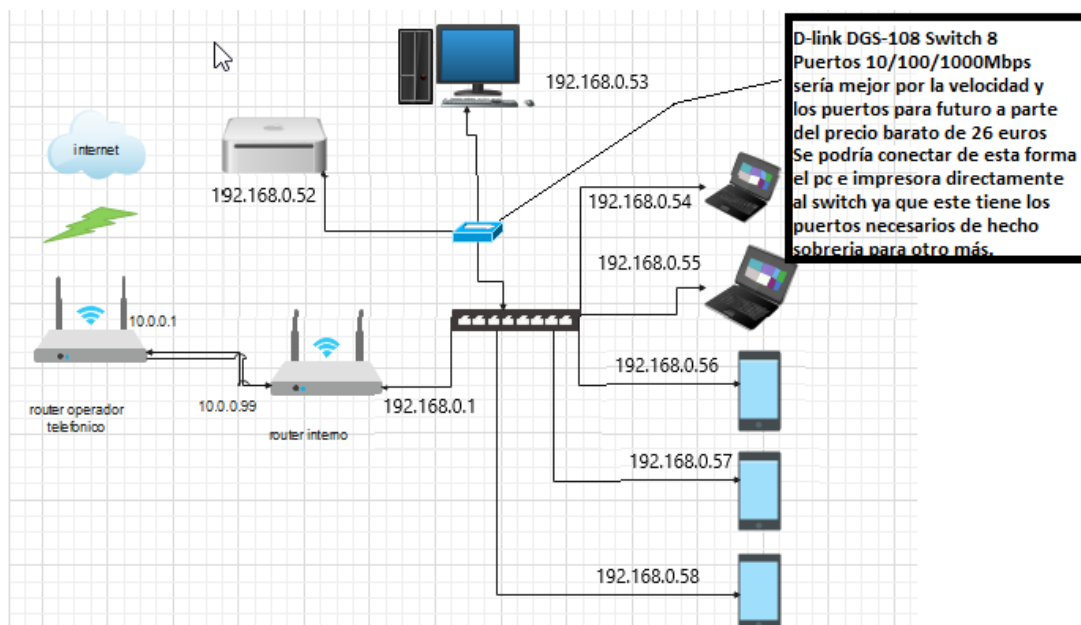 D-link DGS-108 Switch 8
Puertos 10/100/1000Mbps
sería mejor por la velocidad y
los puertos para futuro a parte
del precio barato de 26 euros
Se podría conectar de esta forma
el pc e impresora directamente
al switch ya que este tiene los
puertos necesarios de hecho
sobreria para otro más.
192.168.0.53
internet
192.168.0.52
192.168.0.54
192.168.0.55
10.0.0.1
192.168.0.56
10.0.0.99
192.168.0.1
router operador
telefonico
router interno
192.168.0.57
192.168.0.58